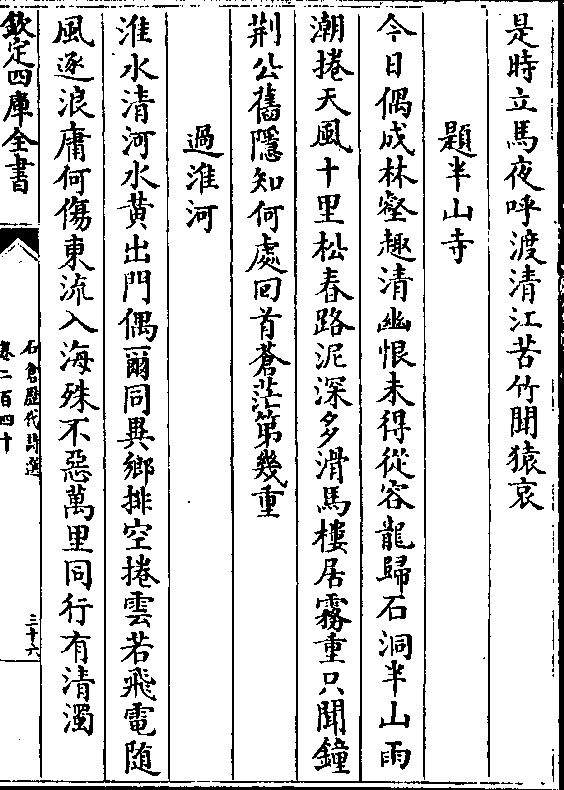 是時立馬夜呼渡清江苦竹聞猿哀
題半山寺
今日偶成林壑趣清幽恨未得從容龍歸石洞半山雨
潮捲天風十里松春路泥深多滑馬樓居霧重只聞鐘
荆公舊隱知何處回首蒼茫第幾重
過淮河
淮水清河水黄出門偶爾同異鄉排空捲雲若飛電随
風逐浪庸何傷東流入海殊不惡萬里同行有清濁
欽定四庫全書
石倉歷代詩選
卷二百四十
三十六